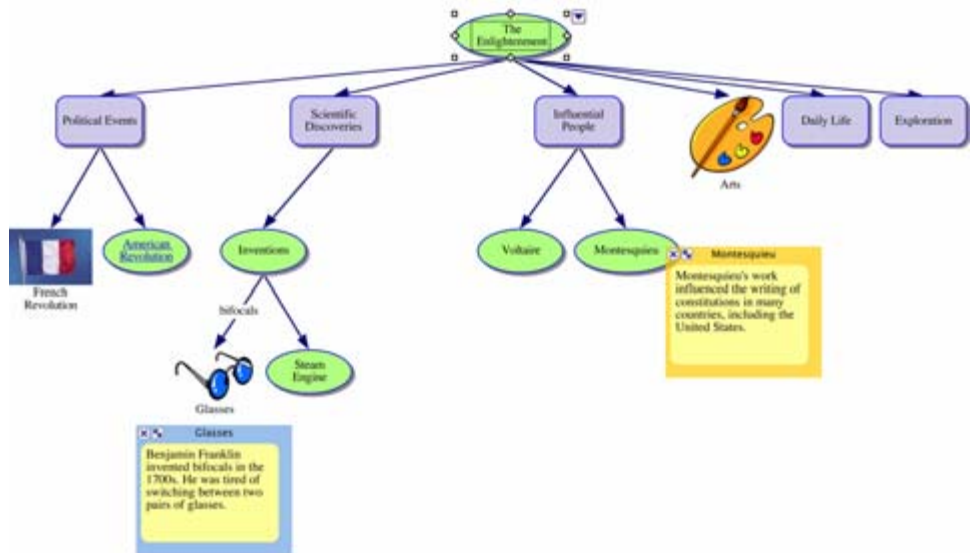 The
Enlightenment
Political Events
Scientific
Discoveries
Influential
People
Arts
Daily Life
Exploration
French
Revolution
American
Revolution
Inventions
Voltaire
Montesquieu
bifocals
Glasses
Steam
Engine
Montesquieu
Montesquieu's work
influenced the writing of
constitutions in many
countries, including the
United States.
Glasses
Benjamin Franklin
invented bifocals in the
1700s. He was tired of
switching between two
pairs of glasses.